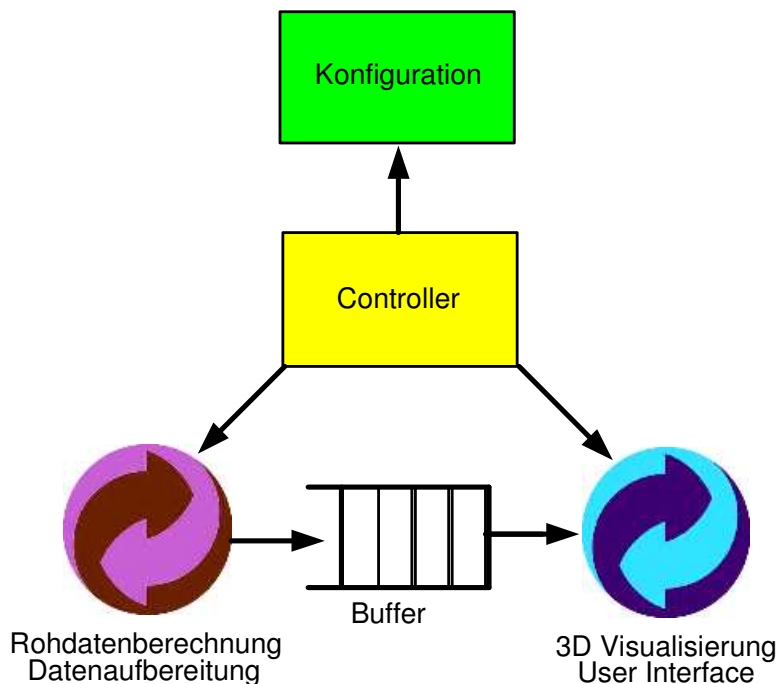 Konfiguration
Controller
Buffer
Rohdatenberechnung
Datenaufbereitung
3D Visualisierung
User Interface